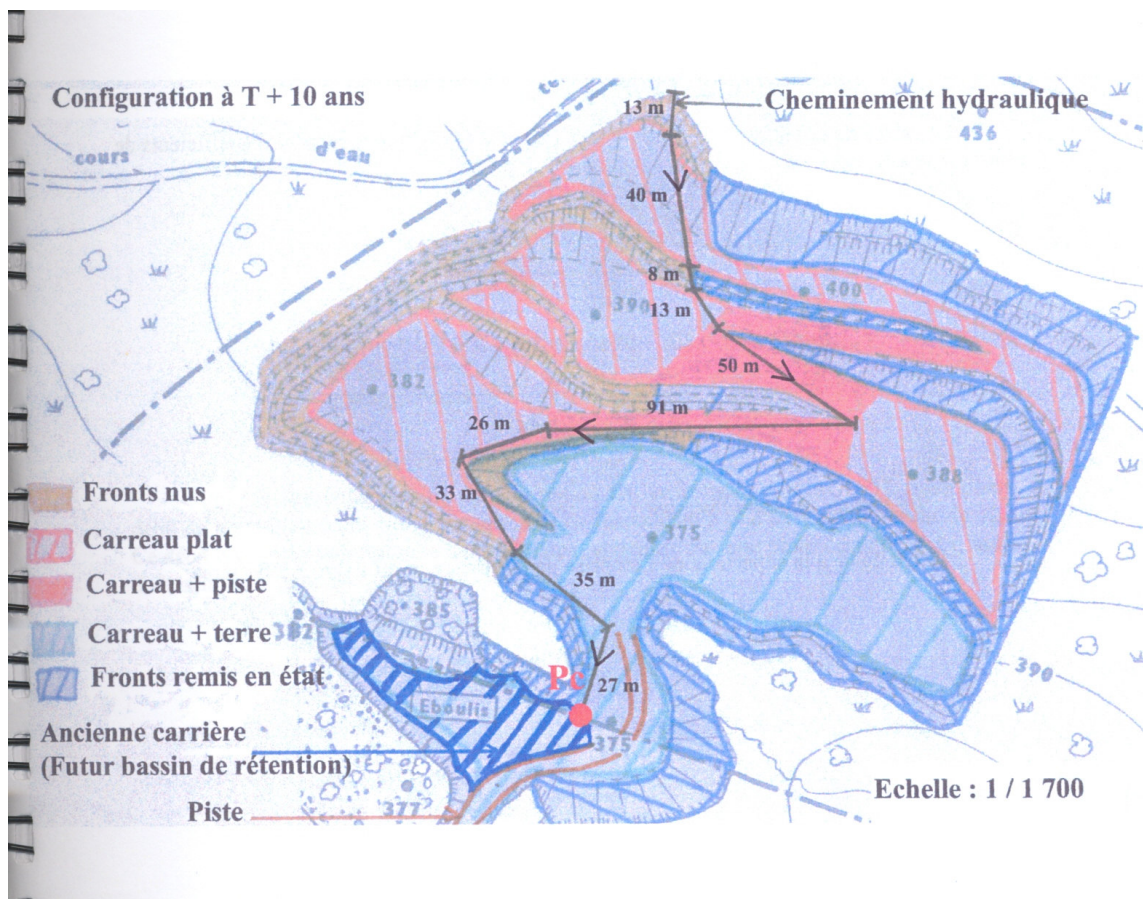 Configuration à T + 10 ans
Cheminement hydraulique
13 m
436
cours
d'eau
40 m
8 m
400
13 m
390
50 m
382
91 m
26 m
388
33 m
375
35 m
Fronts nus
Carreau plat
Carreau + piste
Carreau + terre
Fronts remis en état
385
382
390
Pc
27 m
Eboulis
375
Ancienne carrière
(Futur bassin de rétention)
Echelle : 1 / 1 700
377
Piste